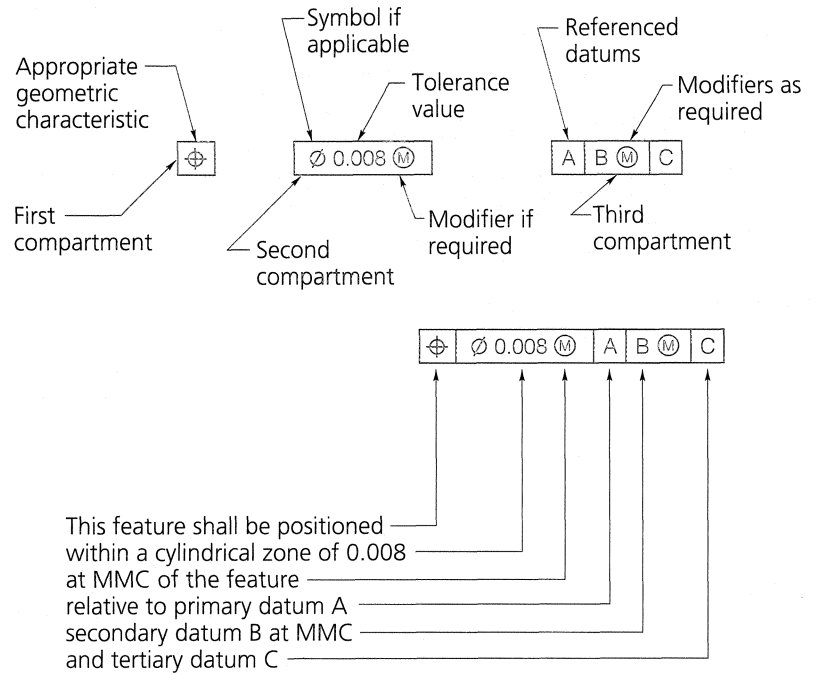 Symbol if
applicable
Referenced
datums
Appropriate
geometric
characteristic
Tolerance
value
Modifiers as
required
⌖
Ø 0.008 Ⓜ
A B Ⓜ C
First
compartment
Second
compartment
Modifier if
required
Third
compartment
⌖ Ø 0.008 Ⓜ A B Ⓜ C
This feature shall be positioned
within a cylindrical zone of 0.008
at MMC of the feature
relative to primary datum A
secondary datum B at MMC
and tertiary datum C